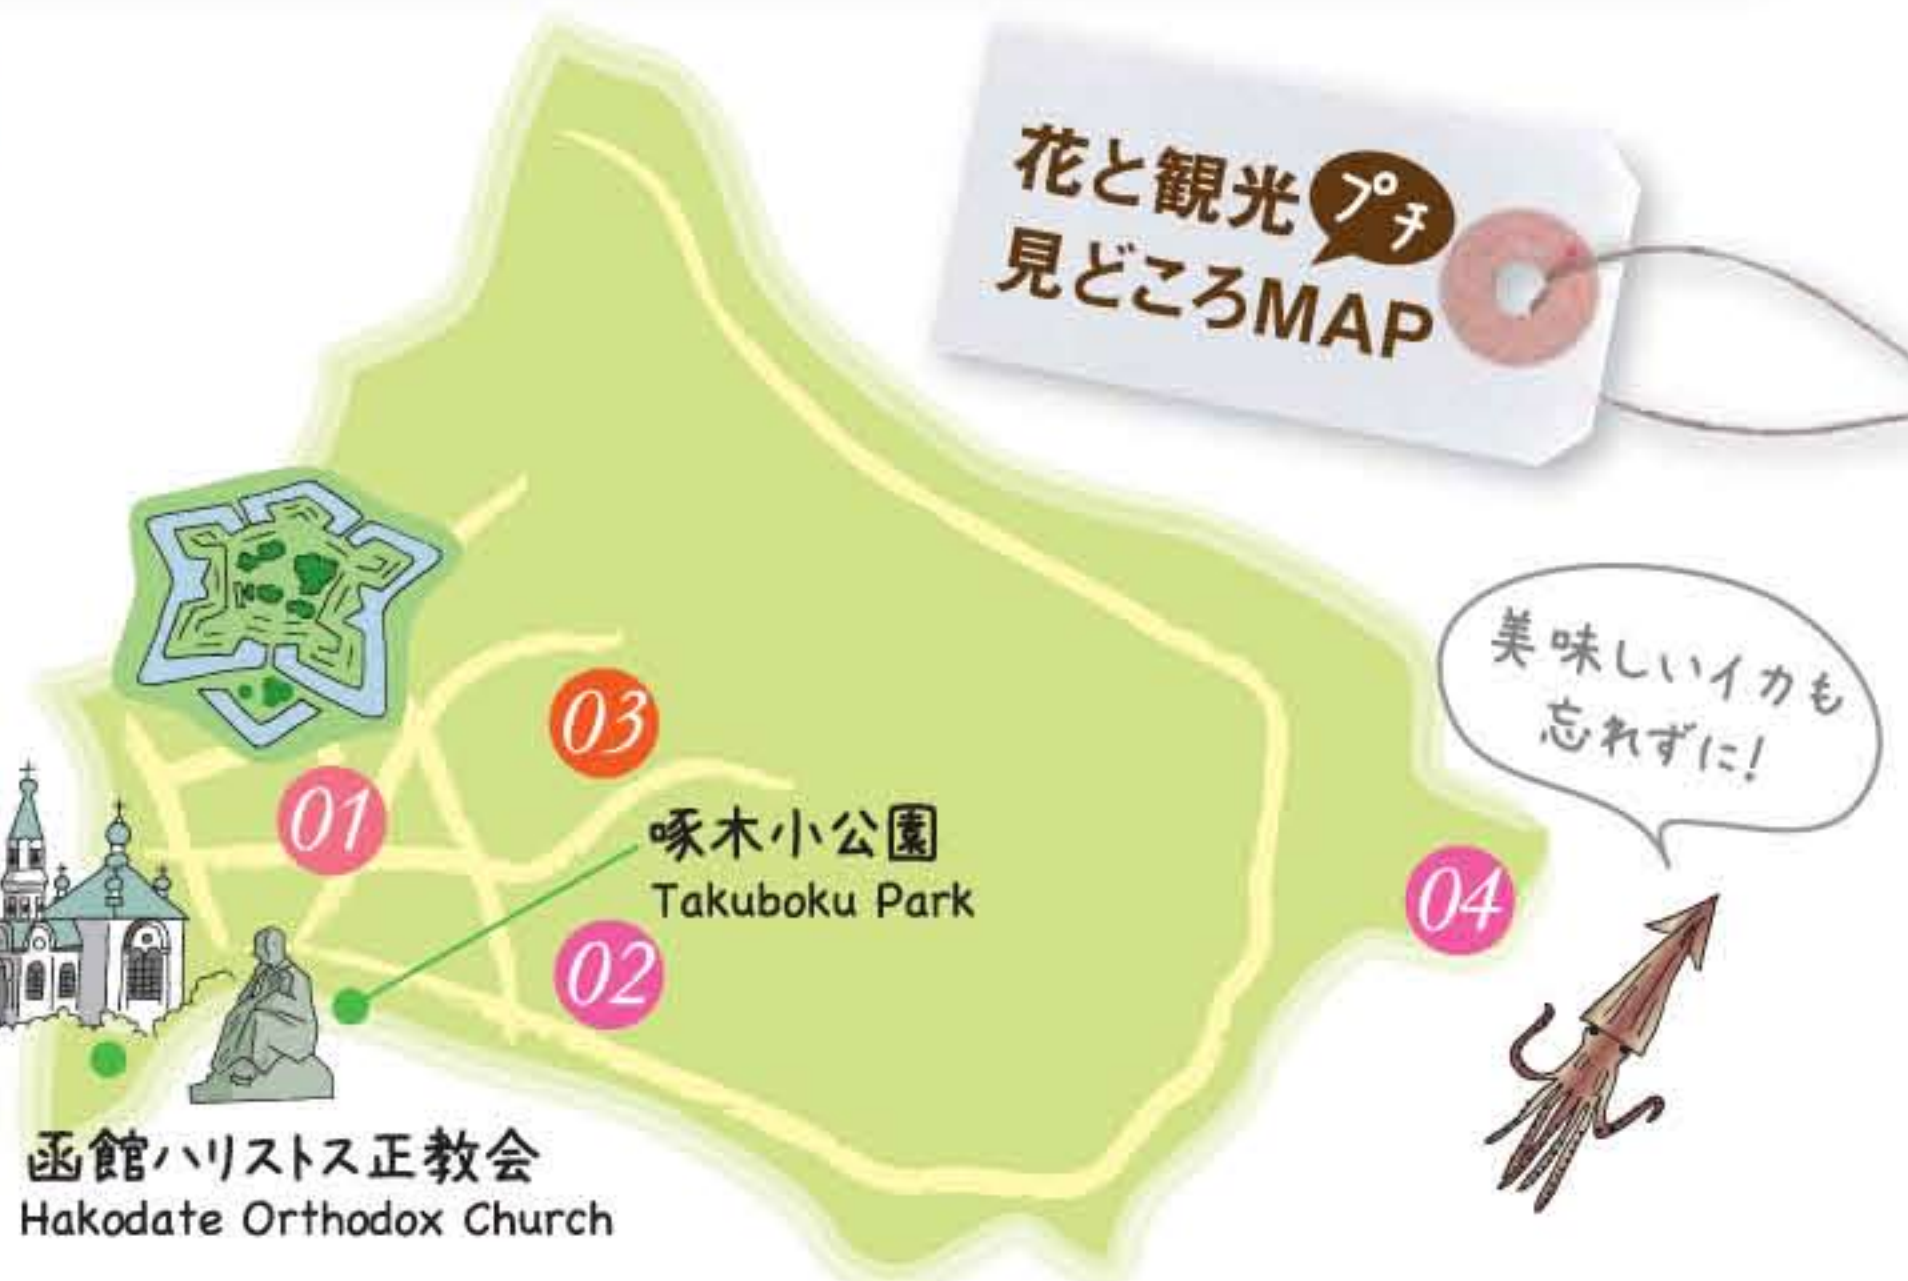 花と観光プチ
見どころMAP
美味しいイカも
忘れずに!
03
01
啄木小公園
Takuboku Park
04
02
函館ハリストス正教会
Hakodate Orthodox Church